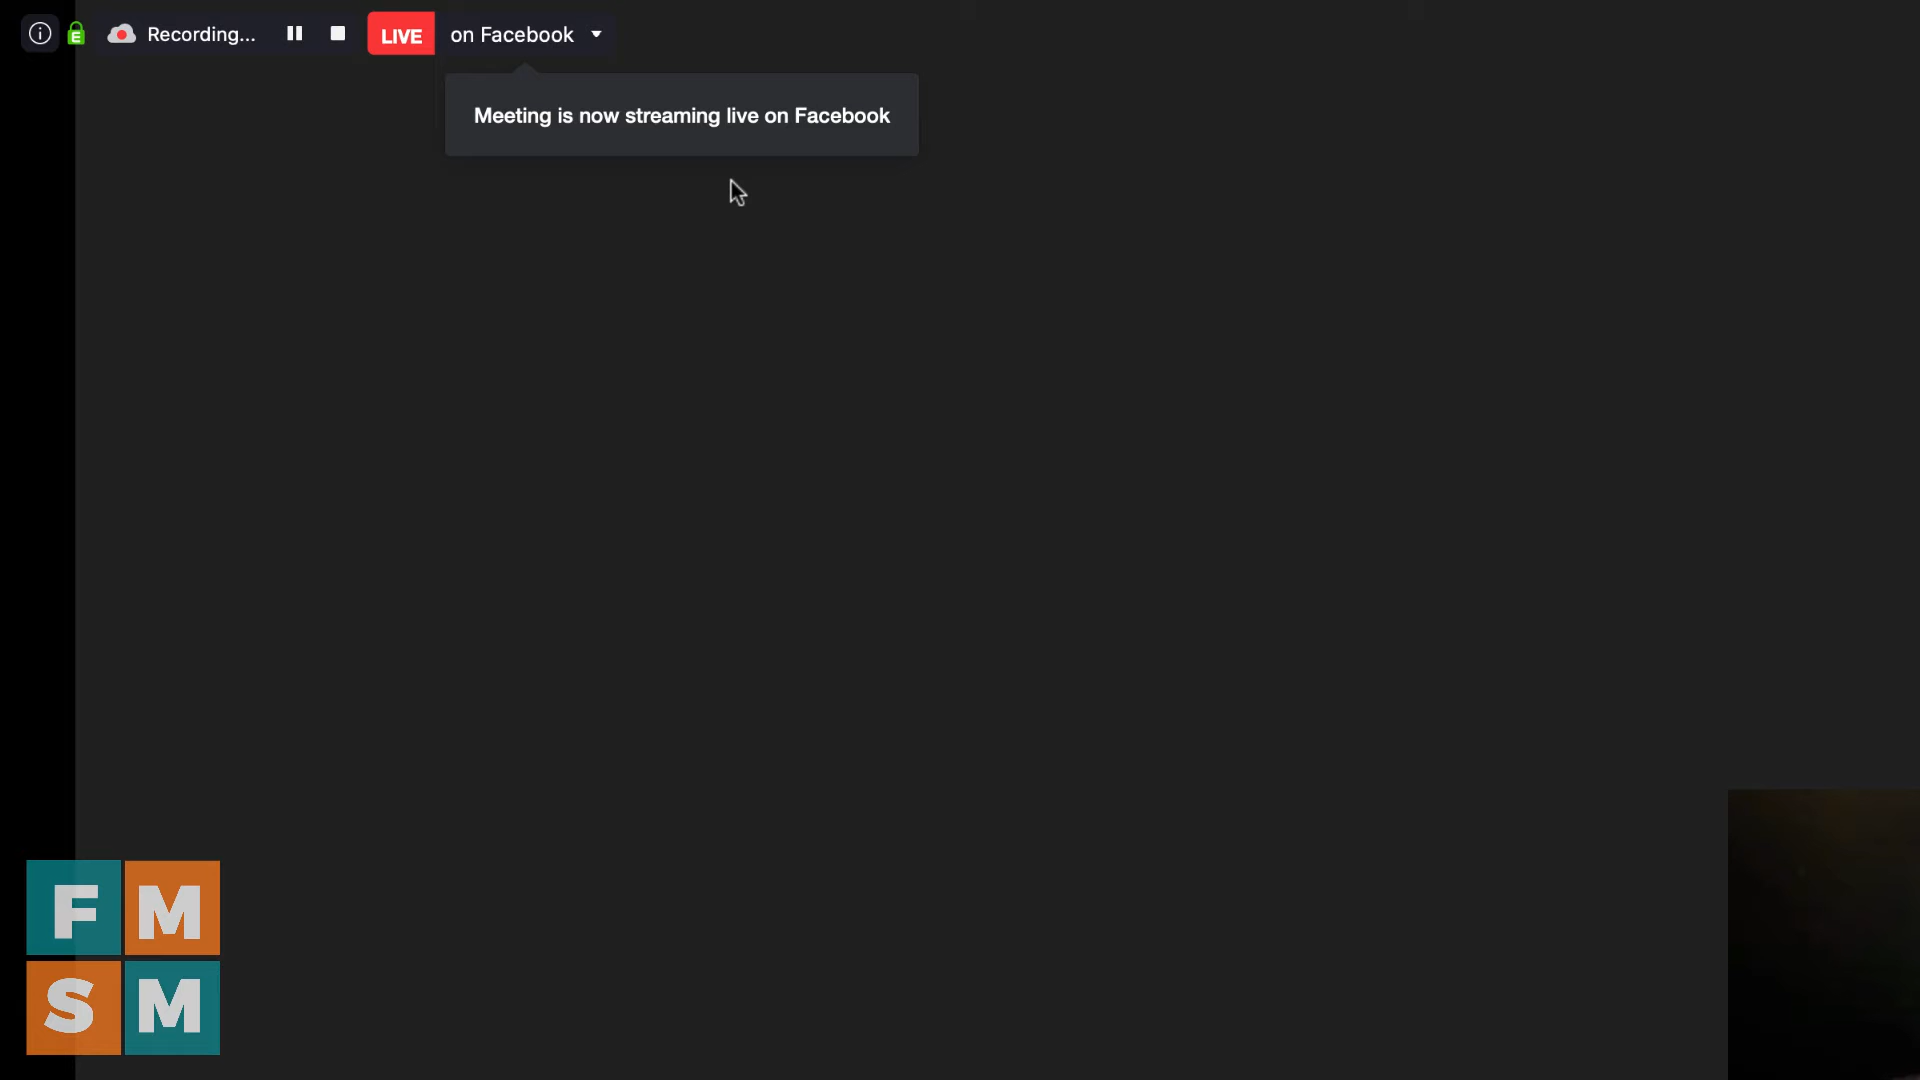 Recording...
LIVE on Facebook
Meeting is now streaming live on Facebook
F M
S M